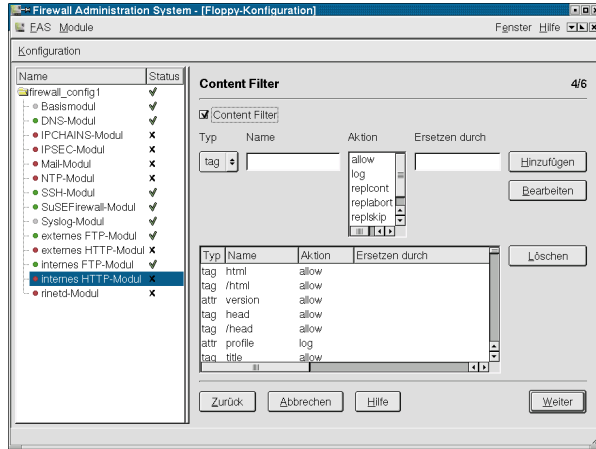 Firewall Administration System - [Floppy-Konfiguration]
FAS Module Fenster Hilfe
Konfiguration
Name Status
firewall_config1
Basismodul
DNS-Modul
IPCHAINS-Modul
IPSEC-Modul
Mail-Modul
NTP-Modul
SSH-Modul
SuSEFirewall-Modul
Syslog-Modul
externes FTP-Modul
externes HTTP-Modul
internes FTP-Modul
internes HTTP-Modul
rinetd-Modul
Content Filter 4/6
Content Filter
Typ Name Aktion Ersetzen durch
tag
allow
log
replcont
replabort
replskip
Hinzufügen
Bearbeiten
Löschen
Typ Name Aktion Ersetzen durch
tag html allow
tag /html allow
attr version allow
tag head allow
tag /head allow
attr profile log
tag title allow
Zurück Abbrechen Hilfe Weiter